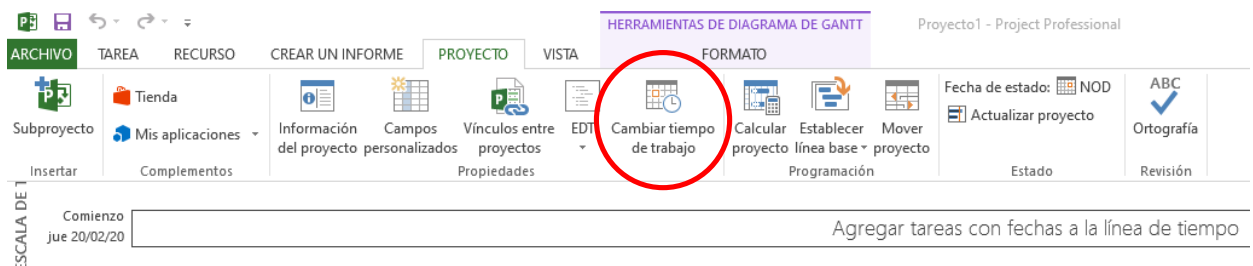 HERRAMIENTAS DE DIAGRAMA DE GANTT
Proyecto1 - Project Professional
ARCHIVO TAREA RECURSO CREAR UN INFORME PROYECTO VISTA FORMATO
Subproyecto
Insertar
Tienda
Mis aplicaciones
Complementos
Información
del proyecto
Campos
personalizados
Vínculos entre
proyectos
EDT
Cambiar tiempo
de trabajo
Propiedades
Calcular
proyecto
Establecer
línea base
Mover
proyecto
Programación
Fecha de estado: NOD
Actualizar proyecto
Estado
ABC
Ortografía
Revisión
ESCALA DE T
Comienzo
jue 20/02/20
Agregar tareas con fechas a la línea de tiempo